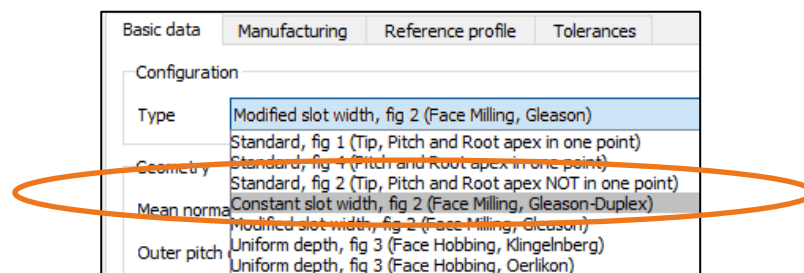 Basic data Manufacturing Reference profile Tolerances
Configuration
Type Modified slot width, fig 2 (Face Milling, Gleason)
Standard, fig 1 (Tip, Pitch and Root apex in one point)
Geometry Standard, fig 4 (Pitch and Root apex in one point)
Standard, fig 2 (Tip, Pitch and Root apex NOT in one point)
Mean norma Constant slot width, fig 2 (Face Milling, Gleason-Duplex)
Modified slot width, fig 2 (Face Milling, Gleason)
Outer pitch Uniform depth, fig 3 (Face Hobbing, Klingelnberg)
Uniform depth, fig 3 (Face Hobbing, Oerlikon)